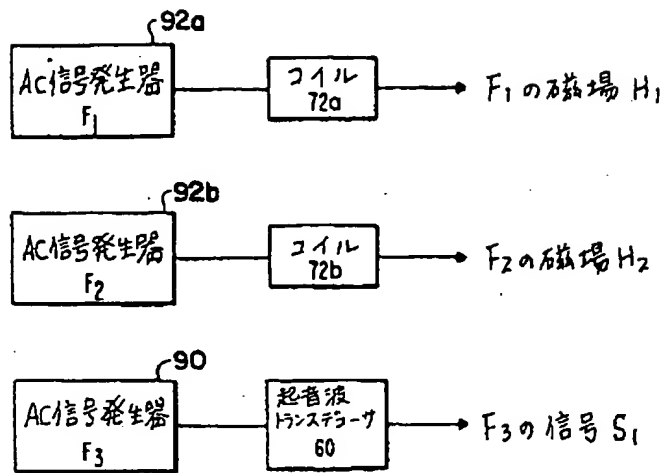 92a
AC信号発生器
F1
コイル
72a
F1の磁場 H1
92b
AC信号発生器
F2
コイル
72b
F2の磁場 H2
90
AC信号発生器
F3
起音波
トランスデューサ
60
F3の信号 S1